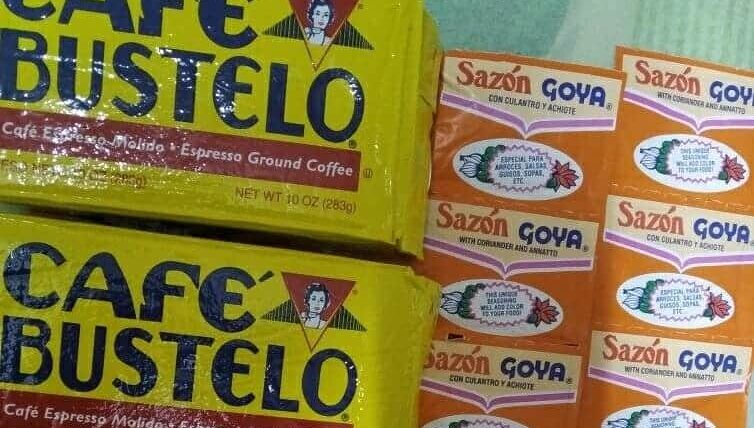 CAFÉ
BUSTELO
Café Espresso Molido • Espresso Ground Coffee
NET WT 10 OZ (283g)
CAFÉ
BUSTELO
Café Espresso Molido
Sazón GOYA
CON CULANTRO Y ACHIOTE
ESPECIAL PARA
ARROCES, SALSAS
GUISOS, SOPAS,
ETC.
Sazón GOYA
WITH CORIANDER AND ANNATTO
THIS UNIQUE
SEASONING
WILL ADD COLOR
TO YOUR FOOD!
Sazón GOYA
WITH CORIANDER AND ANNATTO
THIS UNIQUE
SEASONING
WILL ADD COLOR
TO YOUR FOOD!
Sazón GOYA
CON CULANTRO Y ACHIOTE
ESPECIAL PARA
ARROCES, SALSAS,
GUISOS, SOPAS,
ETC.
Sazón GOYA
CON CULANTRO Y ACHIOTE
Sazón GOYA
WITH CORIANDER AND ANNATTO
THIS UNIQUE